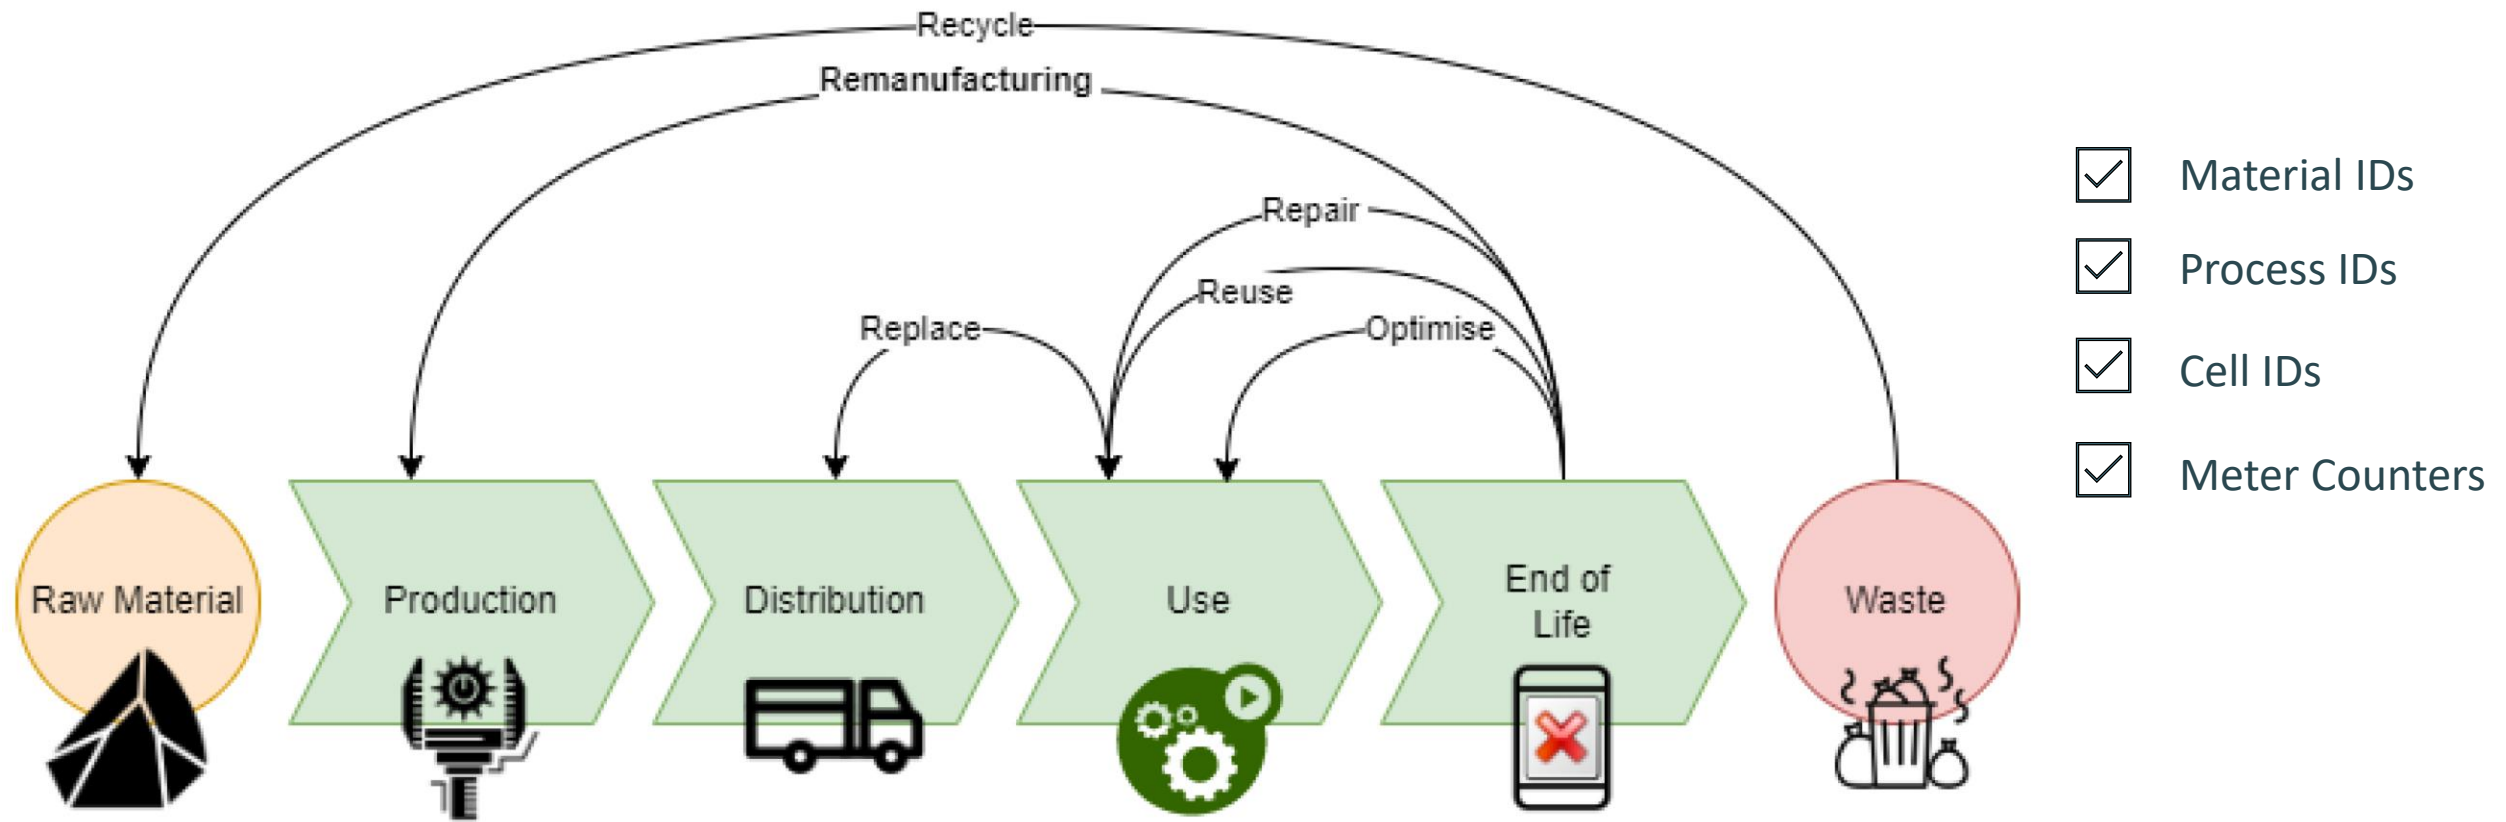 Recycle
Remanufacturing
Repair
Reuse
Replace
Optimise
Raw Material
Production
Distribution
Use
End of
Life
Waste
Material IDs
Process IDs
Cell IDs
Meter Counters